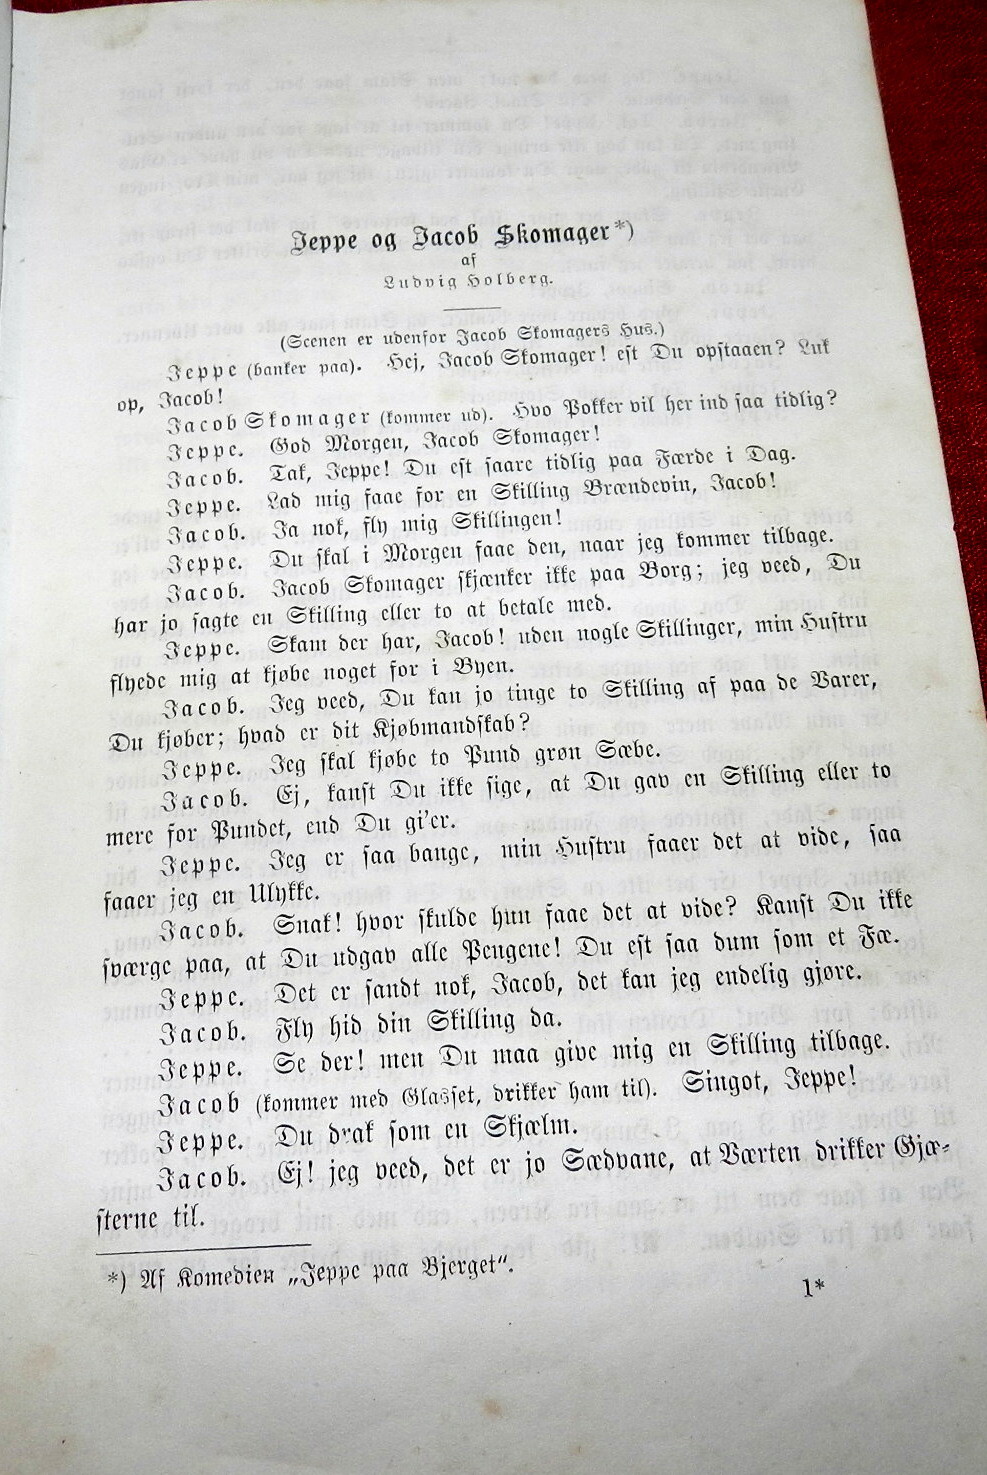 Jeppe og Jacob Skomager*)
af
Ludvig Holberg.
(Scenen er udenfor Jacob Skomagers Hus.)
Jeppe (banker paa). Hej, Jacob Skomager! est Du opstaaen? Luk
op, Jacob!
Jacob Skomager (kommer ud). Hvo Pokker vil her ind saa tidlig?
Jeppe. God Morgen, Jacob Skomager!
Jacob. Tak, Jeppe! Du est saare tidlig paa Færde i Dag.
Jeppe. Lad mig faae for en Skilling Brændevin, Jacob!
Jacob. Ja nok, fly mig Skillingen!
Jeppe. Du skal i Morgen faae den, naar jeg kommer tilbage.
Jacob. Jacob Skomager skjænker ikke paa Borg; jeg veed, Du
har jo sagte en Skilling eller to at betale med.
Jeppe. Skam der har, Jacob! uden nogle Skillinger, min Hustru
flyede mig at kjøbe noget for i Byen.
Jacob. Jeg veed, Du kan jo tinge to Skilling af paa de Varer,
Du kjøber; hvad er dit Kjøbmandskab?
Jeppe. Jeg skal kjøbe to Pund grøn Sæbe.
Jacob. Ej, kanst Du ikke sige, at Du gav en Skilling eller to
mere for Pundet, end Du gi'er.
Jeppe. Jeg er saa bange, min Hustru faaer det at vide, saa
faaer jeg en Ulykke.
Jacob. Snak! hvor skulde hun faae det at vide? Kanst Du ikke
sværge paa, at Du udgav alle Pengene! Du est saa dum som et Fæ.
Jeppe. Det er sandt nok, Jacob, det kan jeg endelig gjøre.
Jacob. Fly hid din Skilling da.
Jeppe. Se der! men Du maa give mig en Skilling tilbage.
Jacob (kommer med Glasset, drikker ham til). Singot, Jeppe!
Jeppe. Du drak som en Skjælm.
Jacob. Ej! jeg veed, det er jo Sædvane, at Værten drikker Gjæ-
sterne til.
*) Af Komedien „Jeppe paa Bjerget“.
1*